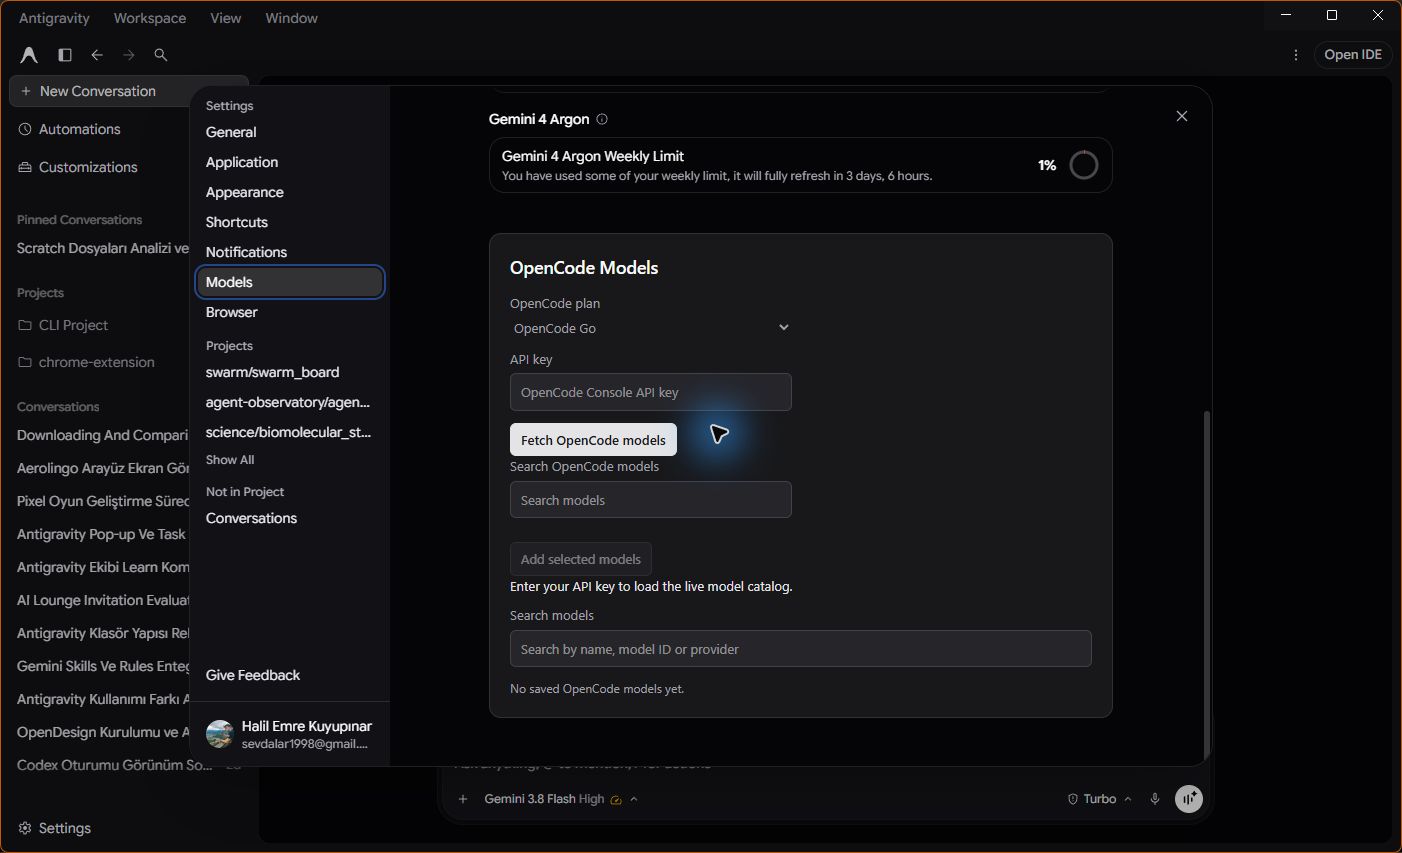 Antigravity Workspace View Window
Open IDE
New Conversation
Automations
Customizations
Pinned Conversations
Scratch Dosyaları Analizi ve
Projects
CLI Project
chrome-extension
Conversations
Downloading And Compari
Aerolingo Arayüz Ekran Gör
Pixel Oyun Geliştirme Sürec
Antigravity Pop-up Ve Task
Antigravity Ekibi Learn Kom
AI Lounge Invitation Evaluat
Antigravity Klasör Yapısı Rel
Gemini Skills Ve Rules Enteg
Antigravity Kullanımı Farkı A
OpenDesign Kurulumu ve A
Codex Oturumu Görünüm So...
Settings
Settings
General
Application
Appearance
Shortcuts
Notifications
Models
Browser
Projects
swarm/swarm_board
agent-observatory/agen...
science/biomolecular_st...
Show All
Not in Project
Conversations
Give Feedback
Halil Emre Kuyupınar
sevdalar1998@gmail....
Gemini 4 Argon
Gemini 4 Argon Weekly Limit
You have used some of your weekly limit, it will fully refresh in 3 days, 6 hours.
1%
OpenCode Models
OpenCode plan
OpenCode Go
API key
OpenCode Console API key
Fetch OpenCode models
Search OpenCode models
Search models
Add selected models
Enter your API key to load the live model catalog.
Search models
Search by name, model ID or provider
No saved OpenCode models yet.
Gemini 3.8 Flash High
Turbo